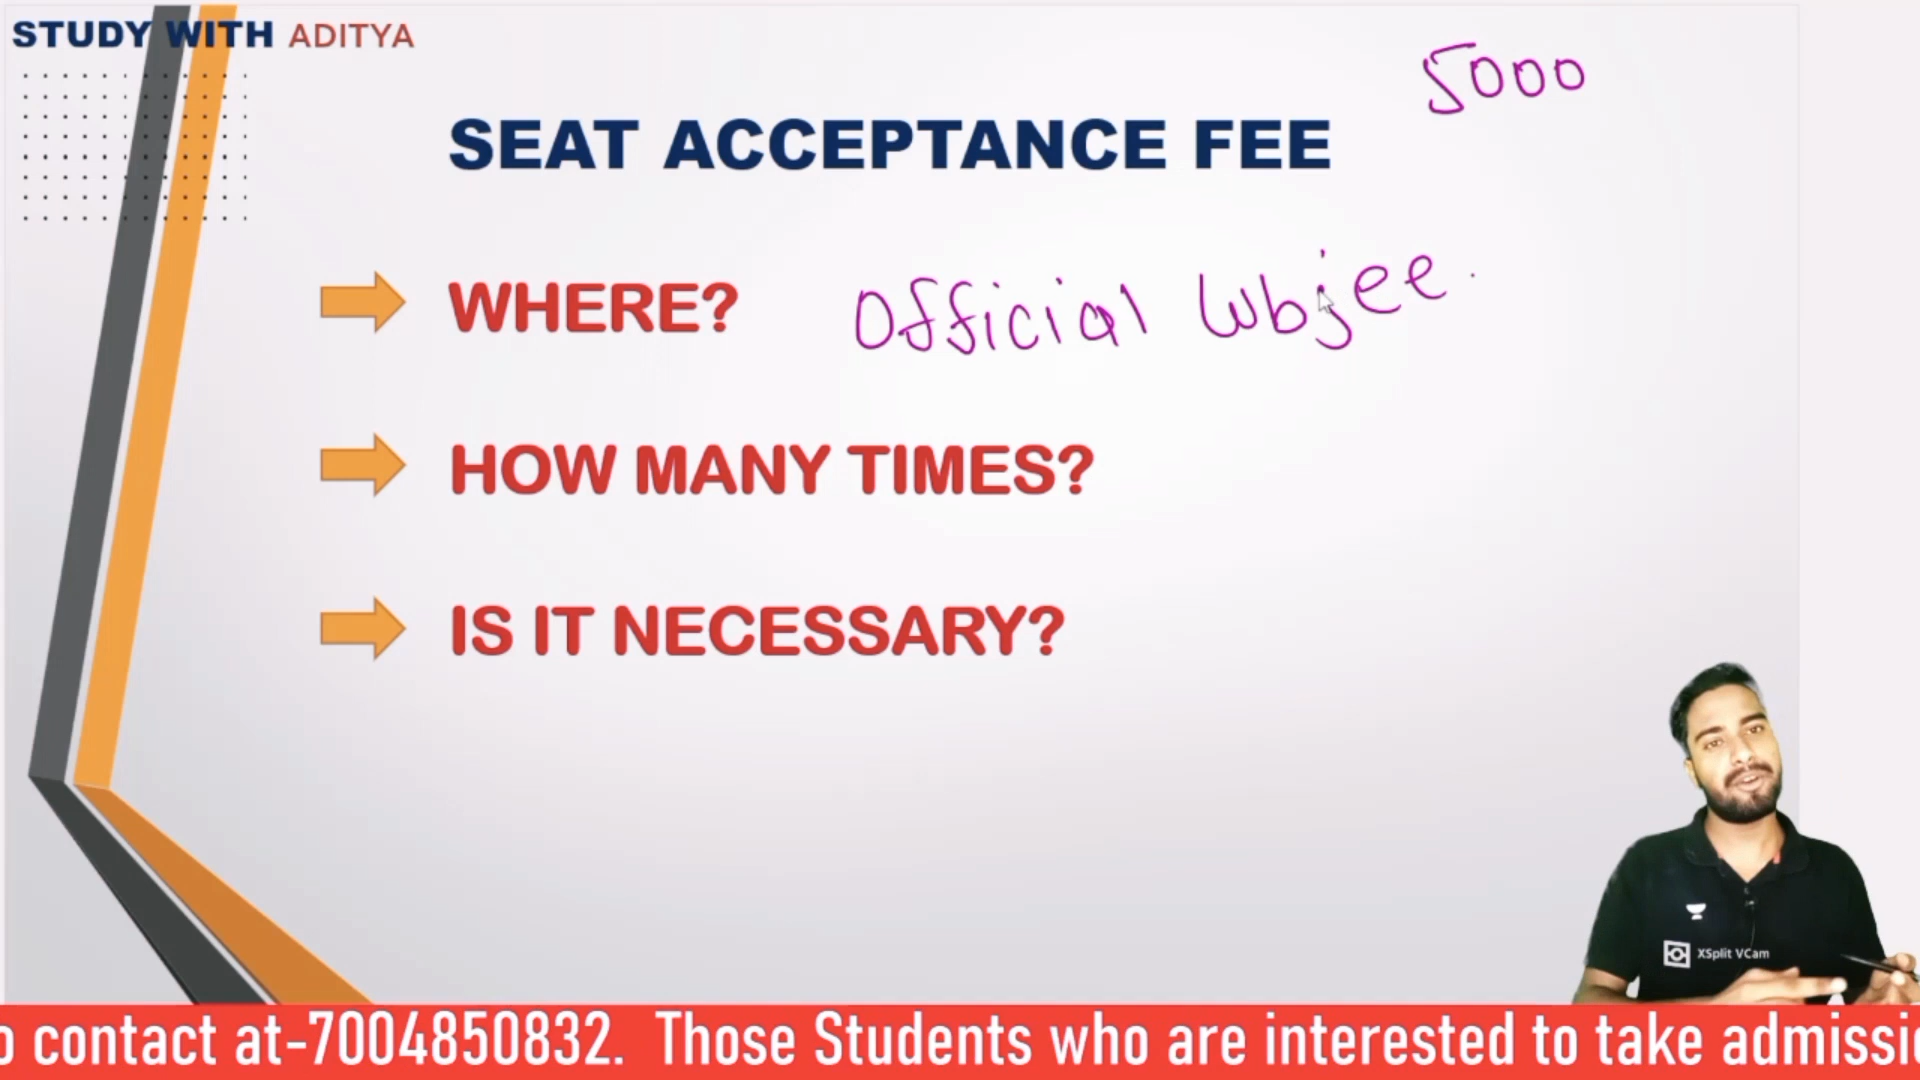 STUDY WITH ADITYA
5000
SEAT ACCEPTANCE FEE
WHERE? Official Wbjee.
HOW MANY TIMES?
IS IT NECESSARY?
XSplit VCam
o contact at-7004850832. Those Students who are interested to take admissi